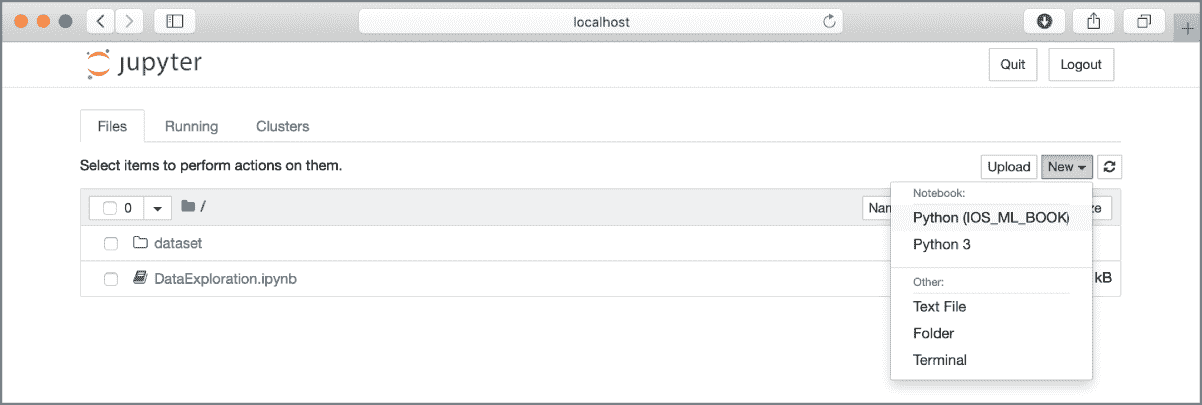 localhost
jupyter
Quit Logout
Files Running Clusters
Select items to perform actions on them.
Upload New
Notebook:
0 /
Python (IOS_ML_BOOK)
dataset
Python 3
DataExploration.ipynb
kB
Other:
Text File
Folder
Terminal